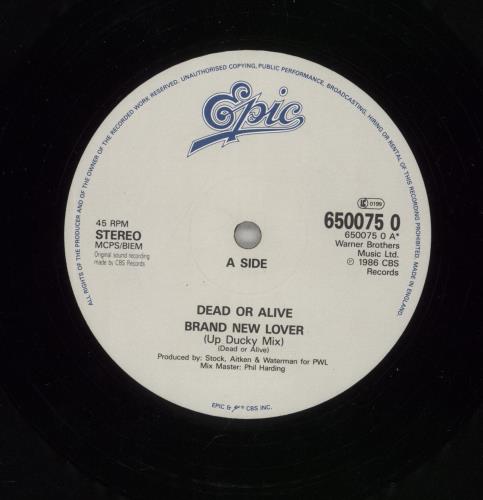 ALL RIGHTS OF THE PRODUCER AND OF THE OWNER OF THE RECORDED WORK RESERVED. UNAUTHORISED COPYING, PUBLIC PERFORMANCE, BROADCASTING, HIRING OR RENTAL OF THIS RECORDING PROHIBITED. MADE IN ENGLAND.
Epic
45 RPM
STEREO
MCPS/BIEM
Original sound recording
made by CBS Records
LC 0199
650075 0
650075 0 A*
Warner Brothers
Music Ltd.
℗ 1986 CBS
Records
A SIDE
DEAD OR ALIVE
BRAND NEW LOVER
(Up Ducky Mix)
(Dead or Alive)
Produced by: Stock, Aitken & Waterman for PWL
Mix Master: Phil Harding
EPIC & CBS INC.